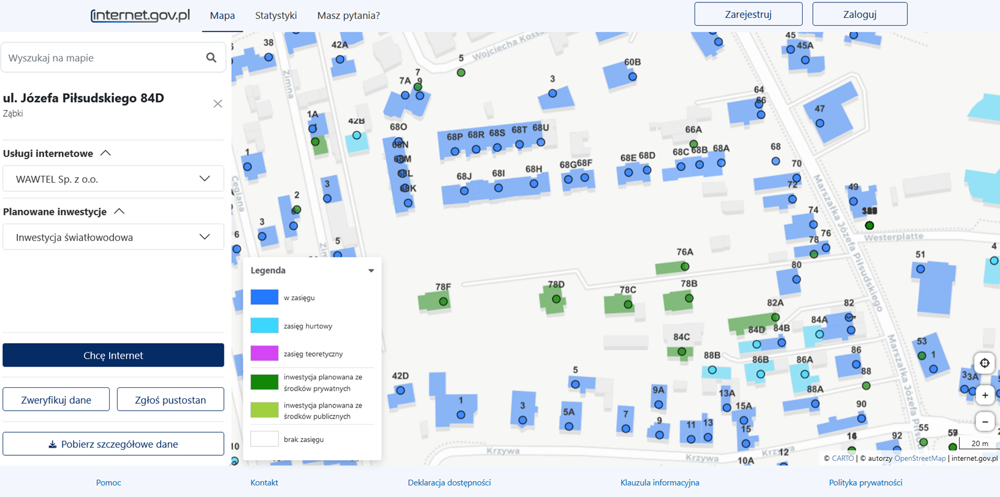 internet.gov.pl
Mapa
Statystyki
Masz pytania?
Zarejestruj
Zaloguj
Wyszukaj na mapie
ul. Józefa Piłsudskiego 84D
Ząbki
Usługi internetowe
WAWTEL Sp. z o.o.
Planowane inwestycje
Inwestycja światłowodowa
Chcę Internet
Zweryfikuj dane
Zgłoś pustostan
Pobierz szczegółowe dane
38
42A
5
Wojciecha Kossa
60B
45
45A
Zimna
7
7A
9
3
64
66
47
1A
42B
68O
68N
68M
68L
68K
68P
68R
68S
68T
68U
66A
68C
68B
68A
68
1
68J
68I
68H
68G
68F
68E
68D
70
72
Ceglana
3
2
6
3
6
5
49
74
76
78
Marszałka Józefa Piłsudskiego
Westerplatte
4
51
76A
80
Legenda
w zasięgu
zasięg hurtowy
zasięg teoretyczny
inwestycja planowana ze
środków prywatnych
inwestycja planowana ze
środków publicznych
brak zasięgu
78F
78D
78C
78B
82A
82
84A
84D
84B
84C
53
1
86
88B
86B
86A
88
88A
90
42D
5
9A
13A
15A
1
3
5A
7
9
11
13
15
3
3A
Marszałka Józefa Piłs
55
92
10
Krzywa
Krzywa
Krzywa
10A
12
20 m
+
−
© CARTO | © autorzy OpenStreetMap | internet.gov.pl
Pomoc
Kontakt
Deklaracja dostępności
Klauzula informacyjna
Polityka prywatności